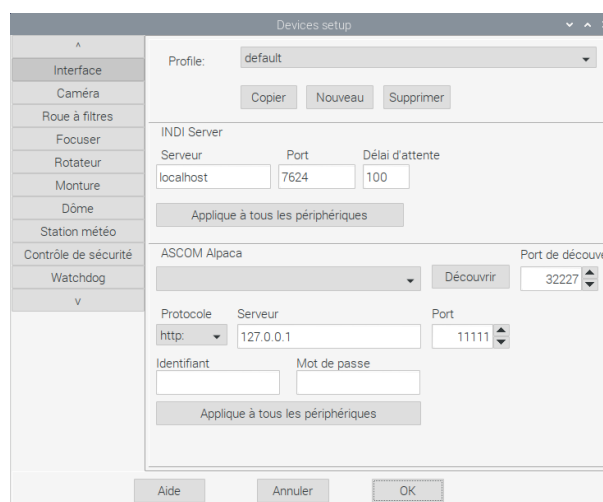 Devices setup
Interface
Caméra
Roue à filtres
Focuser
Rotateur
Monture
Dôme
Station météo
Contrôle de sécurité
Watchdog
Profile: default
Copier Nouveau Supprimer
INDI Server
Serveur Port Délai d'attente
localhost 7624 100
Applique à tous les périphériques
ASCOM Alpaca Port de découve
Découvrir 32227
Protocole Serveur Port
http: 127.0.0.1 11111
Identifiant Mot de passe
Applique à tous les périphériques
Aide Annuler OK